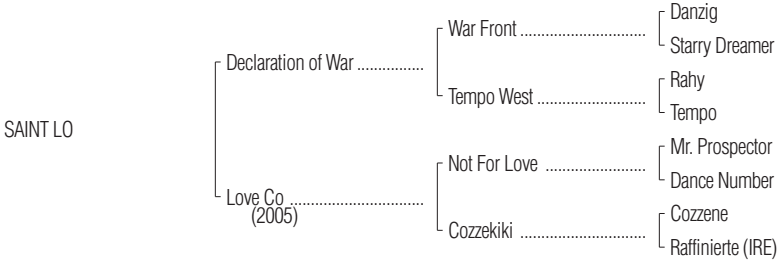 Danzig
War Front ..............................
Starry Dreamer
Declaration of War ................
Rahy
Tempo West ..........................
Tempo
SAINT LO
Mr. Prospector
Not For Love ........................
Dance Number
Love Co ................................
(2005)
Cozzene
Cozzekiki ..............................
Raffinierte (IRE)